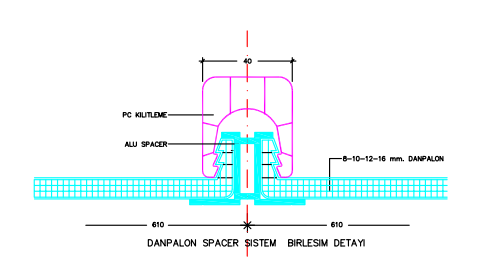 40
PC KILITLEME
ALU SPACER
8-10-12-16 mm. DANPALON
610
610
DANPALON SPACER SISTEM BIRLESIM DETAYI